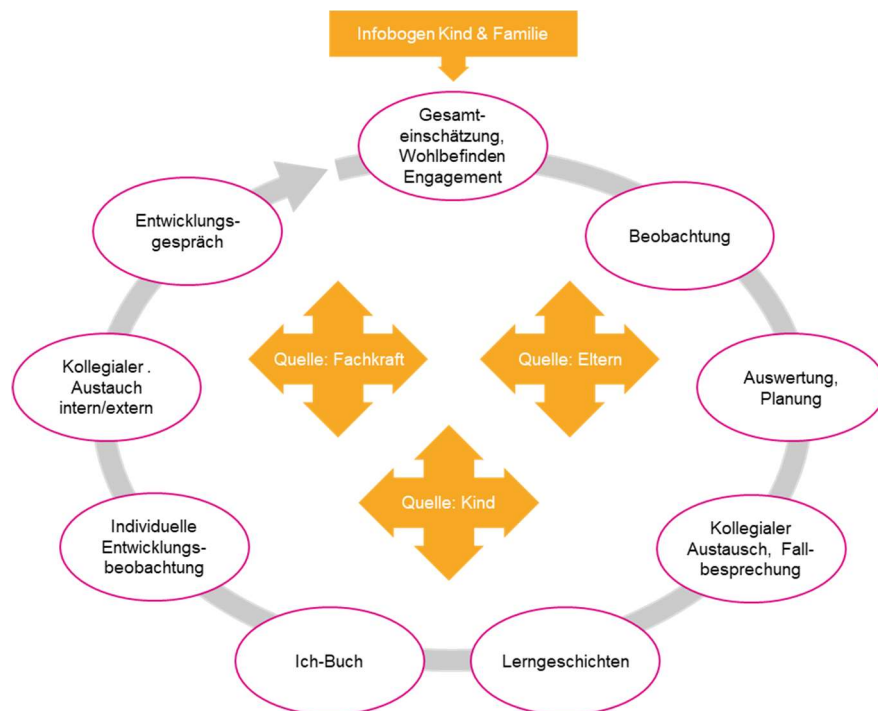 Infobogen Kind & Familie
Gesamt-
einschätzung,
Wohlbefinden
Engagement
Beobachtung
Auswertung,
Planung
Kollegialer
Austausch, Fall-
besprechung
Lerngeschichten
Ich-Buch
Individuelle
Entwicklungs-
beobachtung
Kollegialer .
Austauch
intern/extern
Entwicklungs-
gespräch
Quelle: Fachkraft
Quelle: Eltern
Quelle: Kind